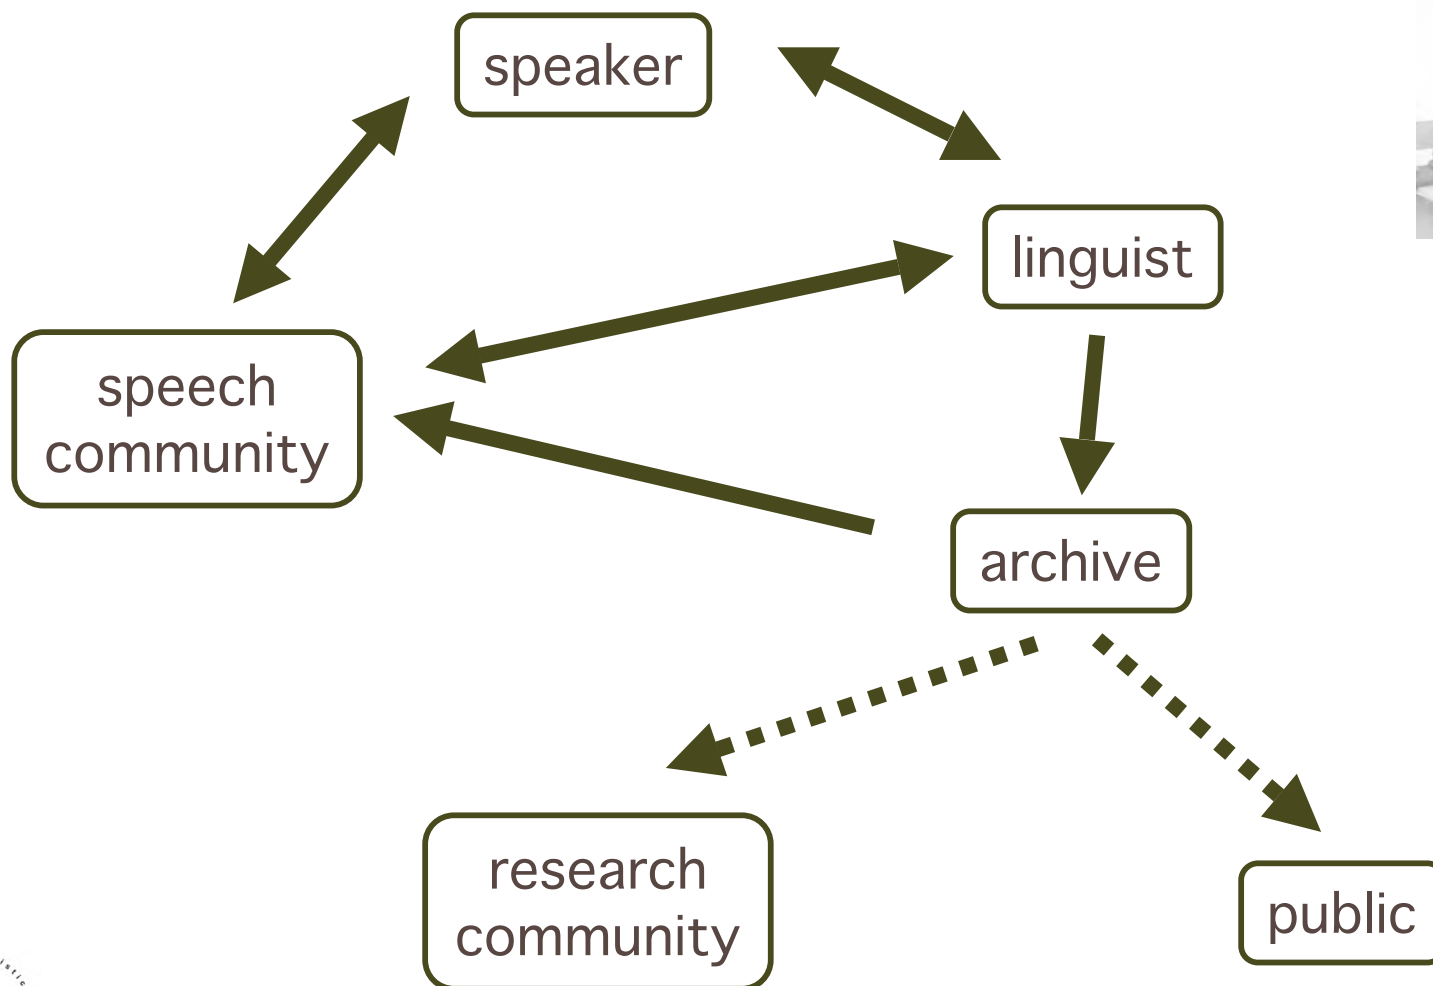 speaker
linguist
speech
community
archive
research
community
public